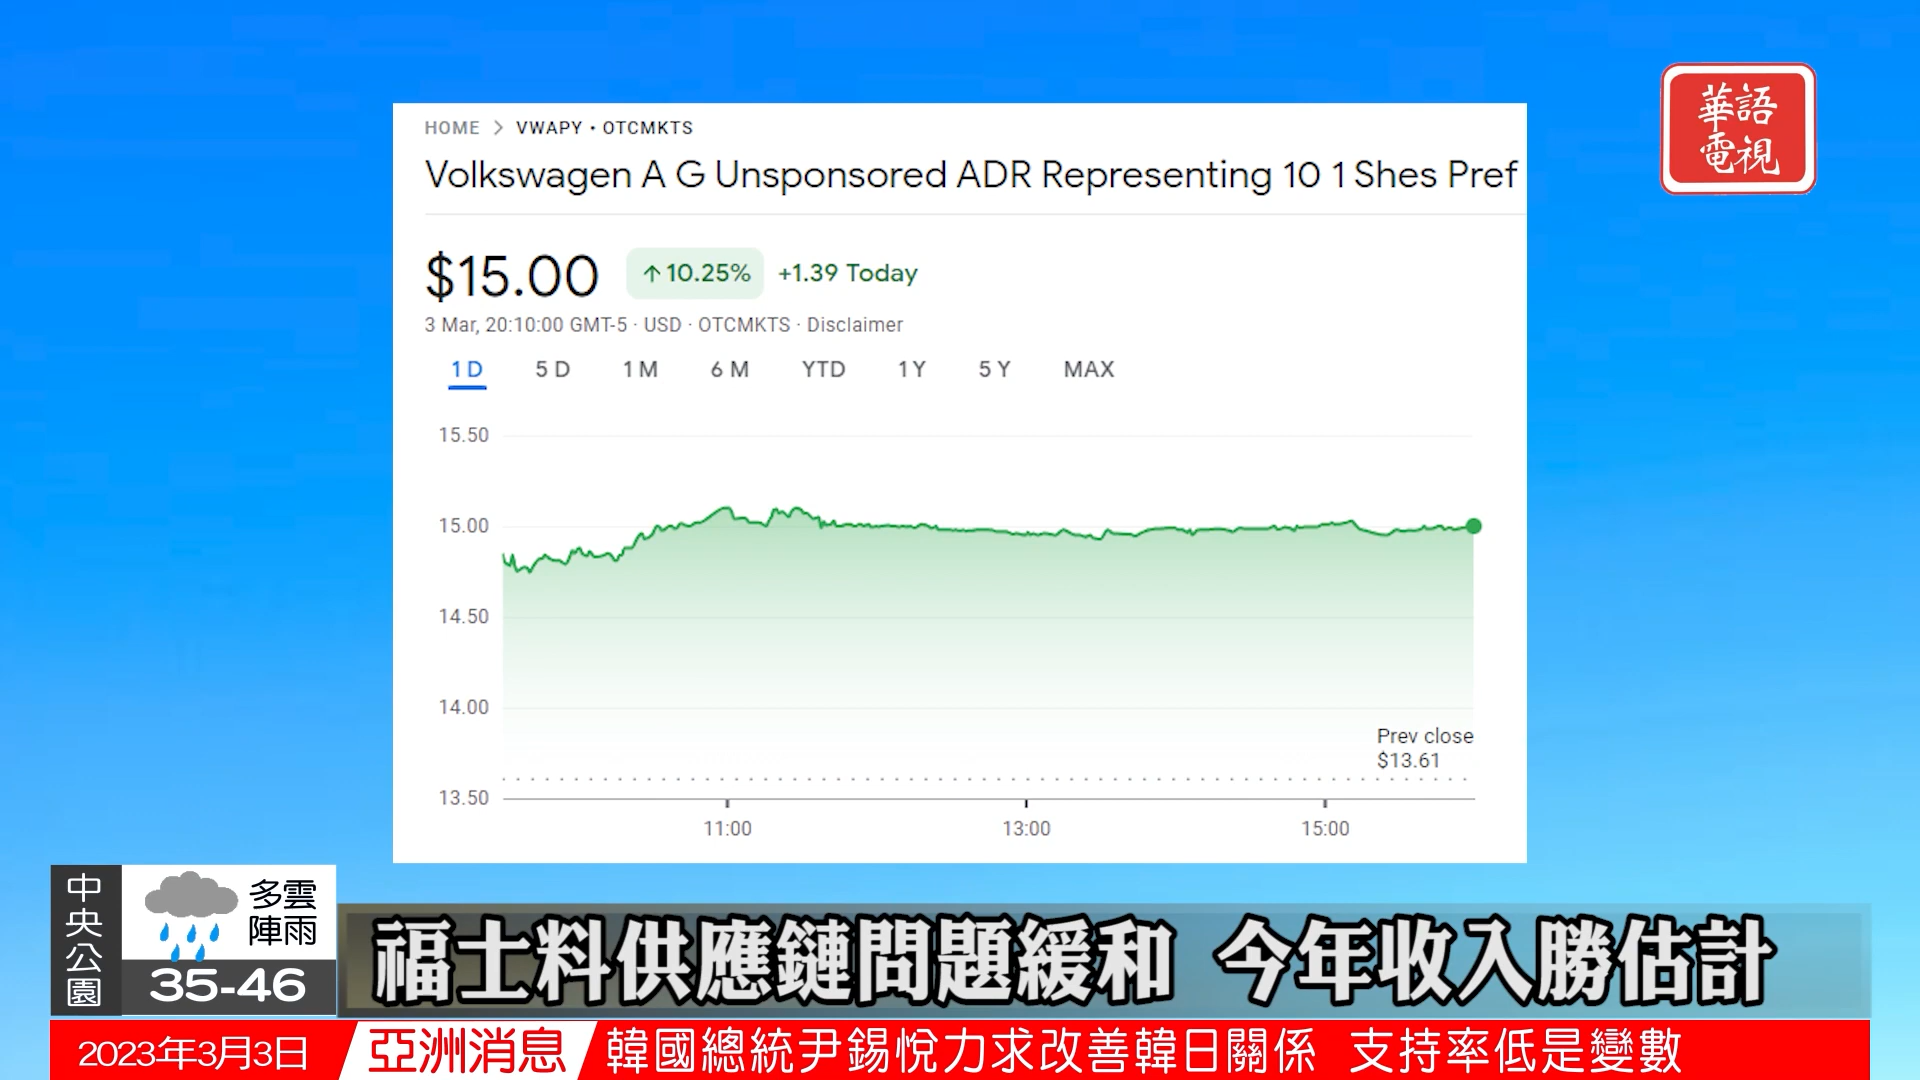 華語
電視
HOME > VWAPY • OTCMKTS
Volkswagen A G Unsponsored ADR Representing 10 1 Shes Pref
$15.00 ↑10.25% +1.39 Today
3 Mar, 20:10:00 GMT-5 · USD · OTCMKTS · Disclaimer
1 D 5 D 1 M 6 M YTD 1 Y 5 Y MAX
15.50
15.00
14.50
14.00
Prev close
$13.61
13.50
11:00 13:00 15:00
中央公園
多雲
陣雨
35-46
福士料供應鏈問題緩和 今年收入勝估計
2023年3月3日 亞洲消息 韓國總統尹錫悅力求改善韓日關係 支持率低是變數